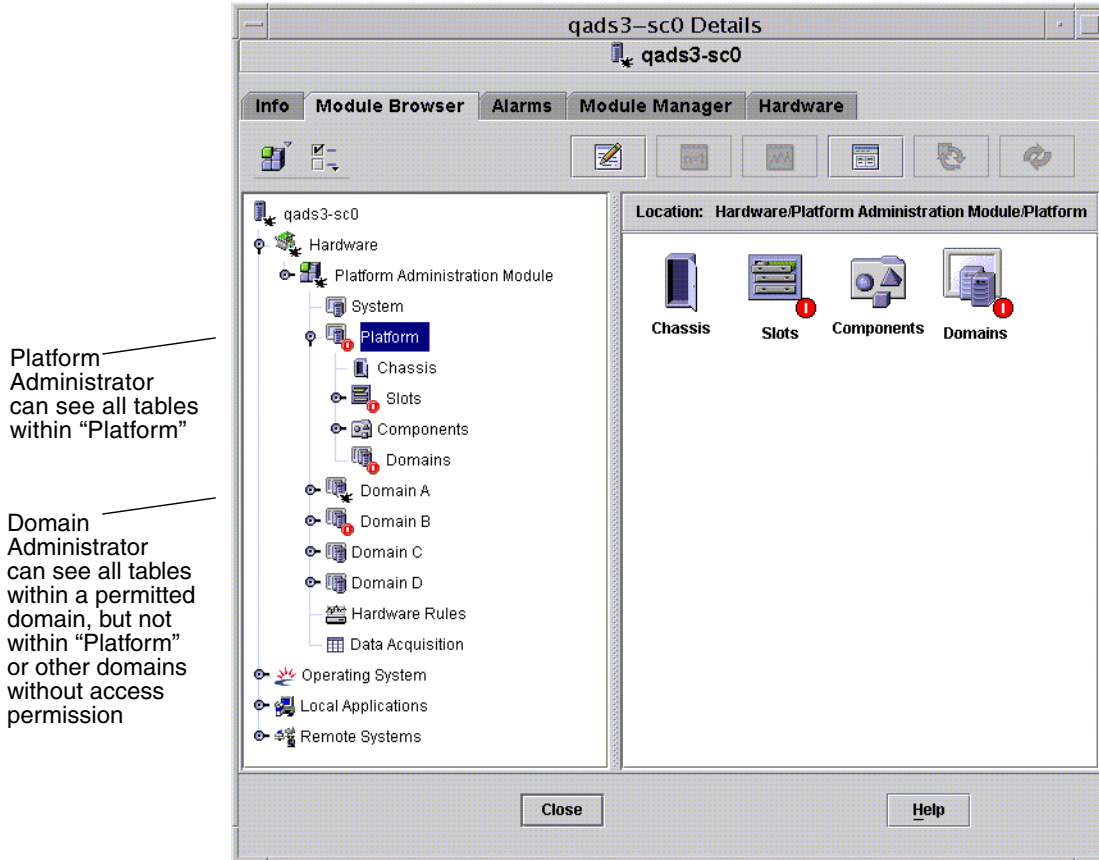 qads3-sc0 Details
qads3-sc0
Info Module Browser Alarms Module Manager Hardware
n=1
qads3-sc0
Hardware
Platform Administration Module
System
Platform
Chassis
Slots
Components
Domains
Domain A
Domain B
Domain C
Domain D
Hardware Rules
Data Acquisition
Operating System
Local Applications
Remote Systems
Location: Hardware/Platform Administration Module/Platform
Chassis
Slots
Components
Domains
Close
Help
Platform
Administrator
can see all tables
within “Platform”
Domain
Administrator
can see all tables
within a permitted
domain, but not
within “Platform”
or other domains
without access
permission